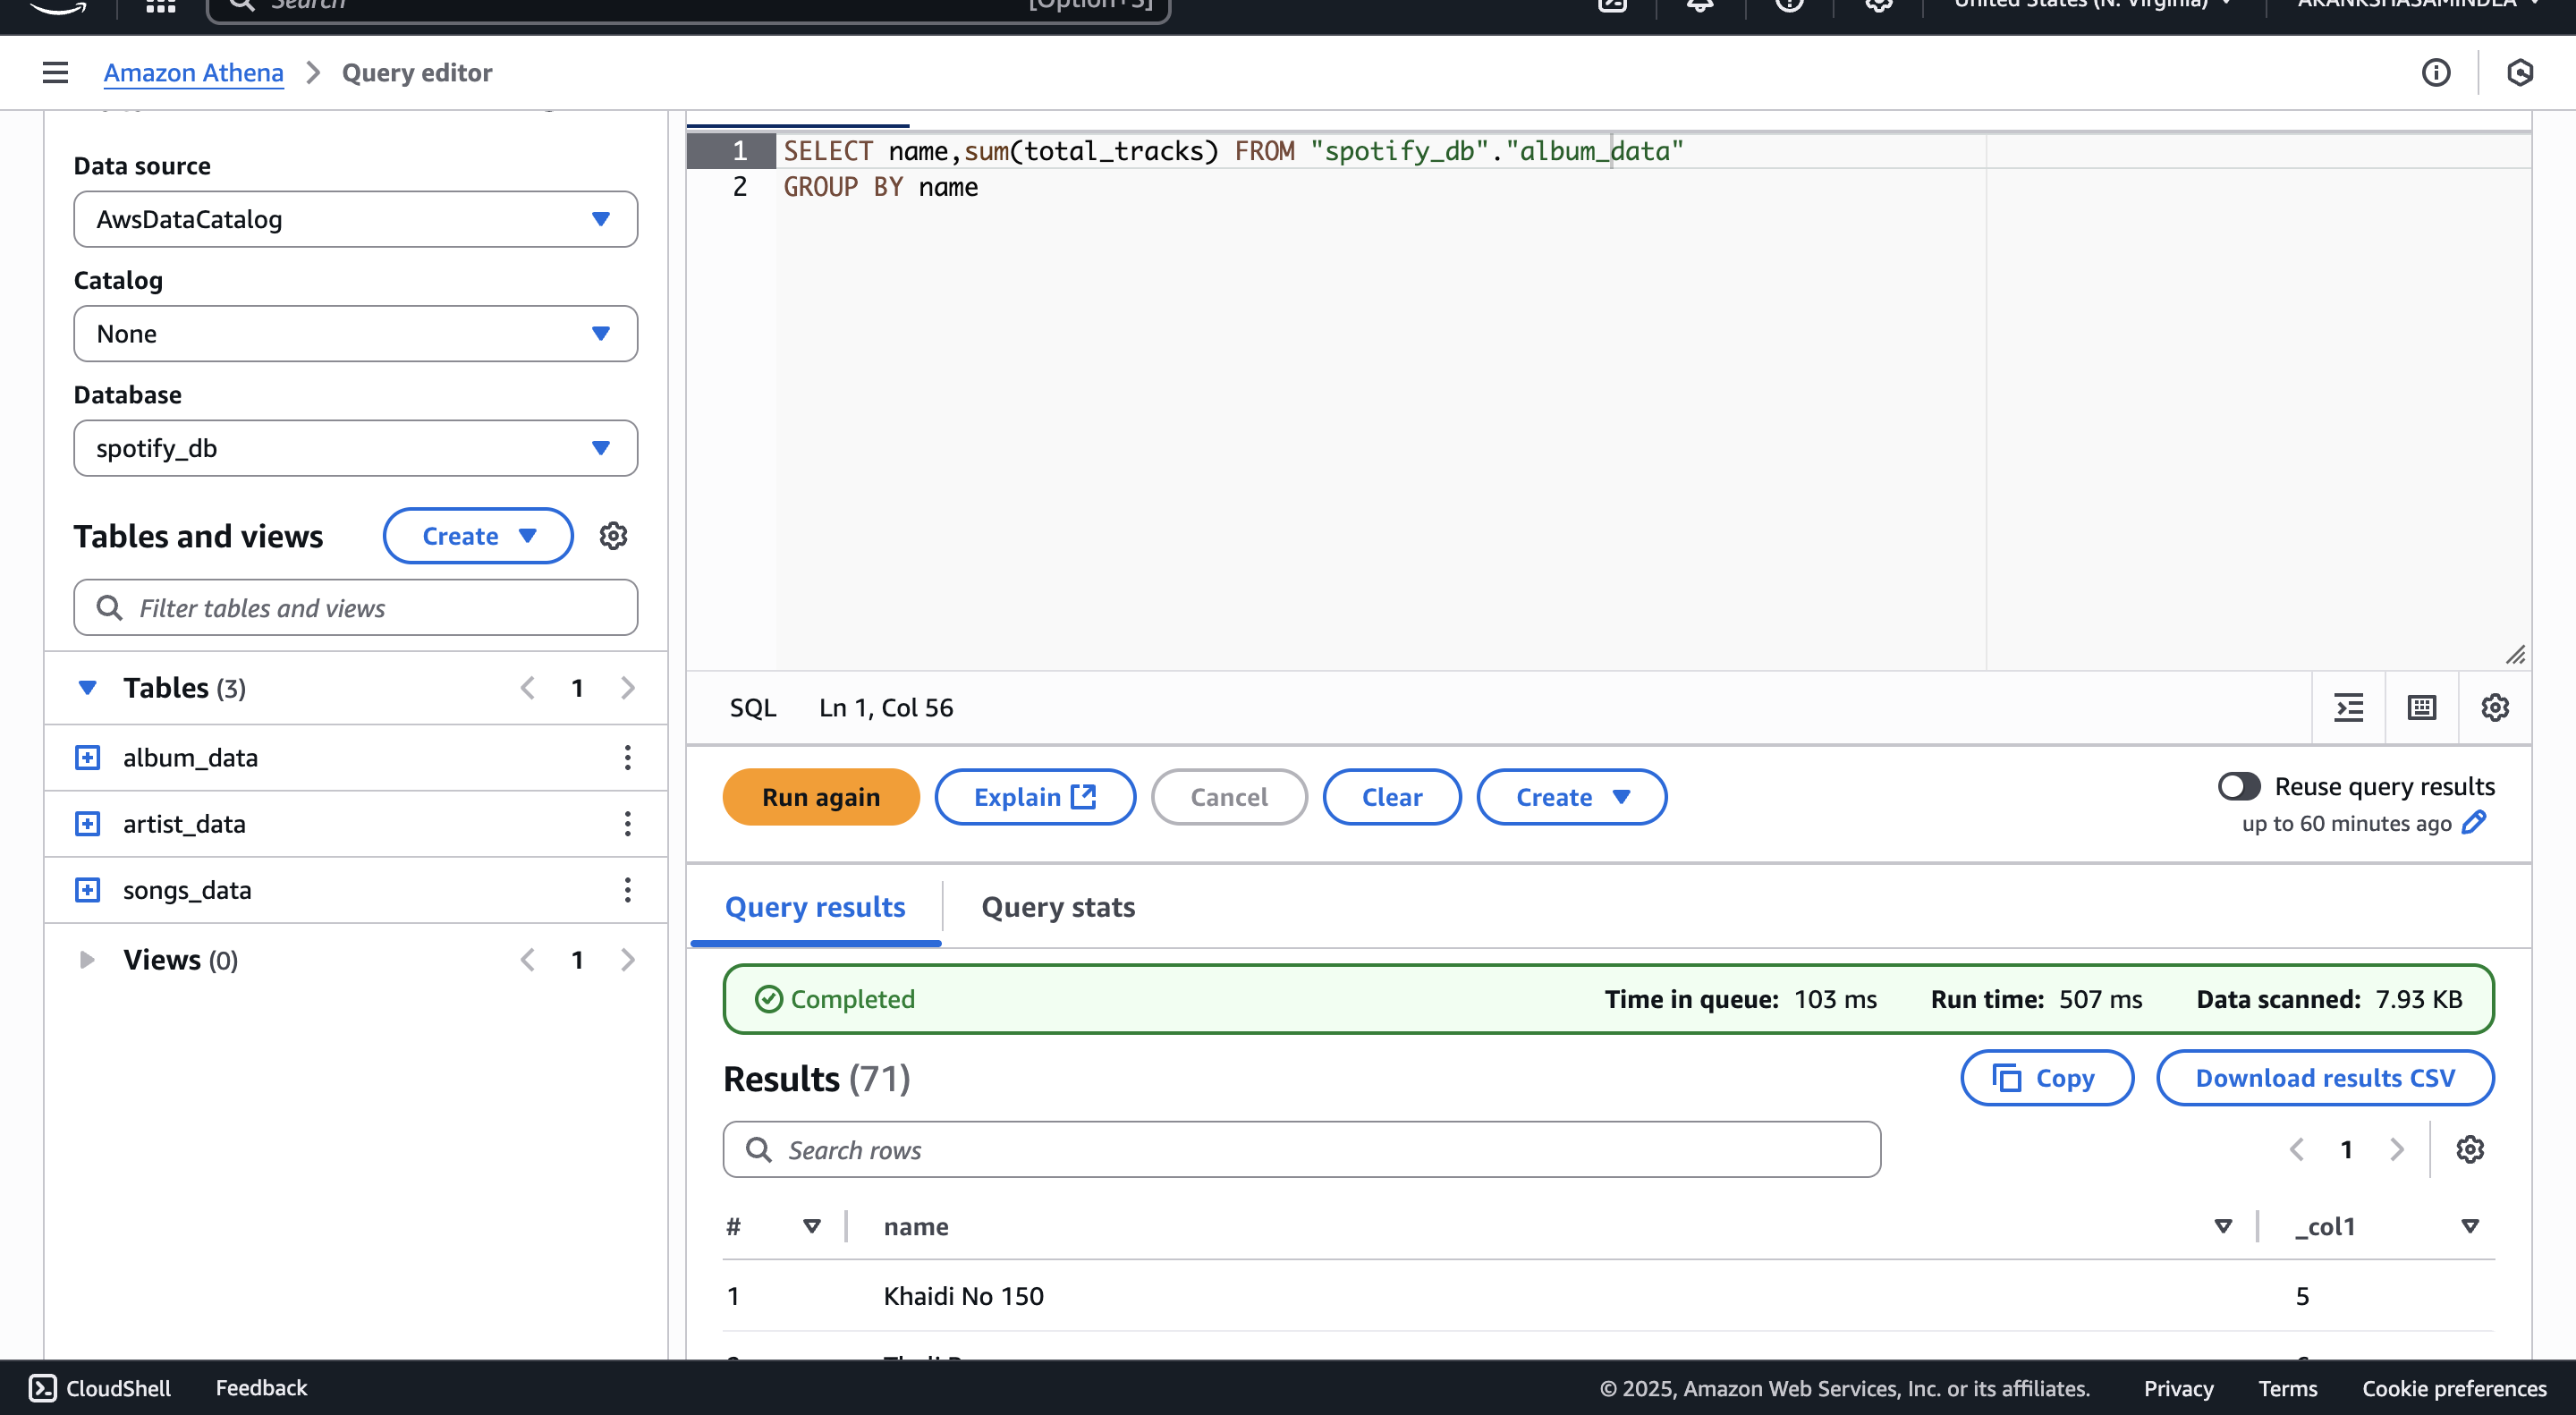 Search [Option+S] United States (N. Virginia) AKANKSHASAMINDLA
Amazon Athena Query editor
Data source
AwsDataCatalog
Catalog
None
Database
spotify_db
Tables and views Create
Filter tables and views
Tables (3) 1
album_data
artist_data
songs_data
Views (0) 1
1 SELECT name,sum(total_tracks) FROM "spotify_db"."album_data"
2 GROUP BY name
SQL Ln 1, Col 56
Run again Explain Cancel Clear Create
Reuse query results
up to 60 minutes ago
Query results Query stats
Completed Time in queue: 103 ms Run time: 507 ms Data scanned: 7.93 KB
Results (71) Copy Download results CSV
Search rows 1
# name _col1
1 Khaidi No 150 5
CloudShell Feedback © 2025, Amazon Web Services, Inc. or its affiliates. Privacy Terms Cookie preferences